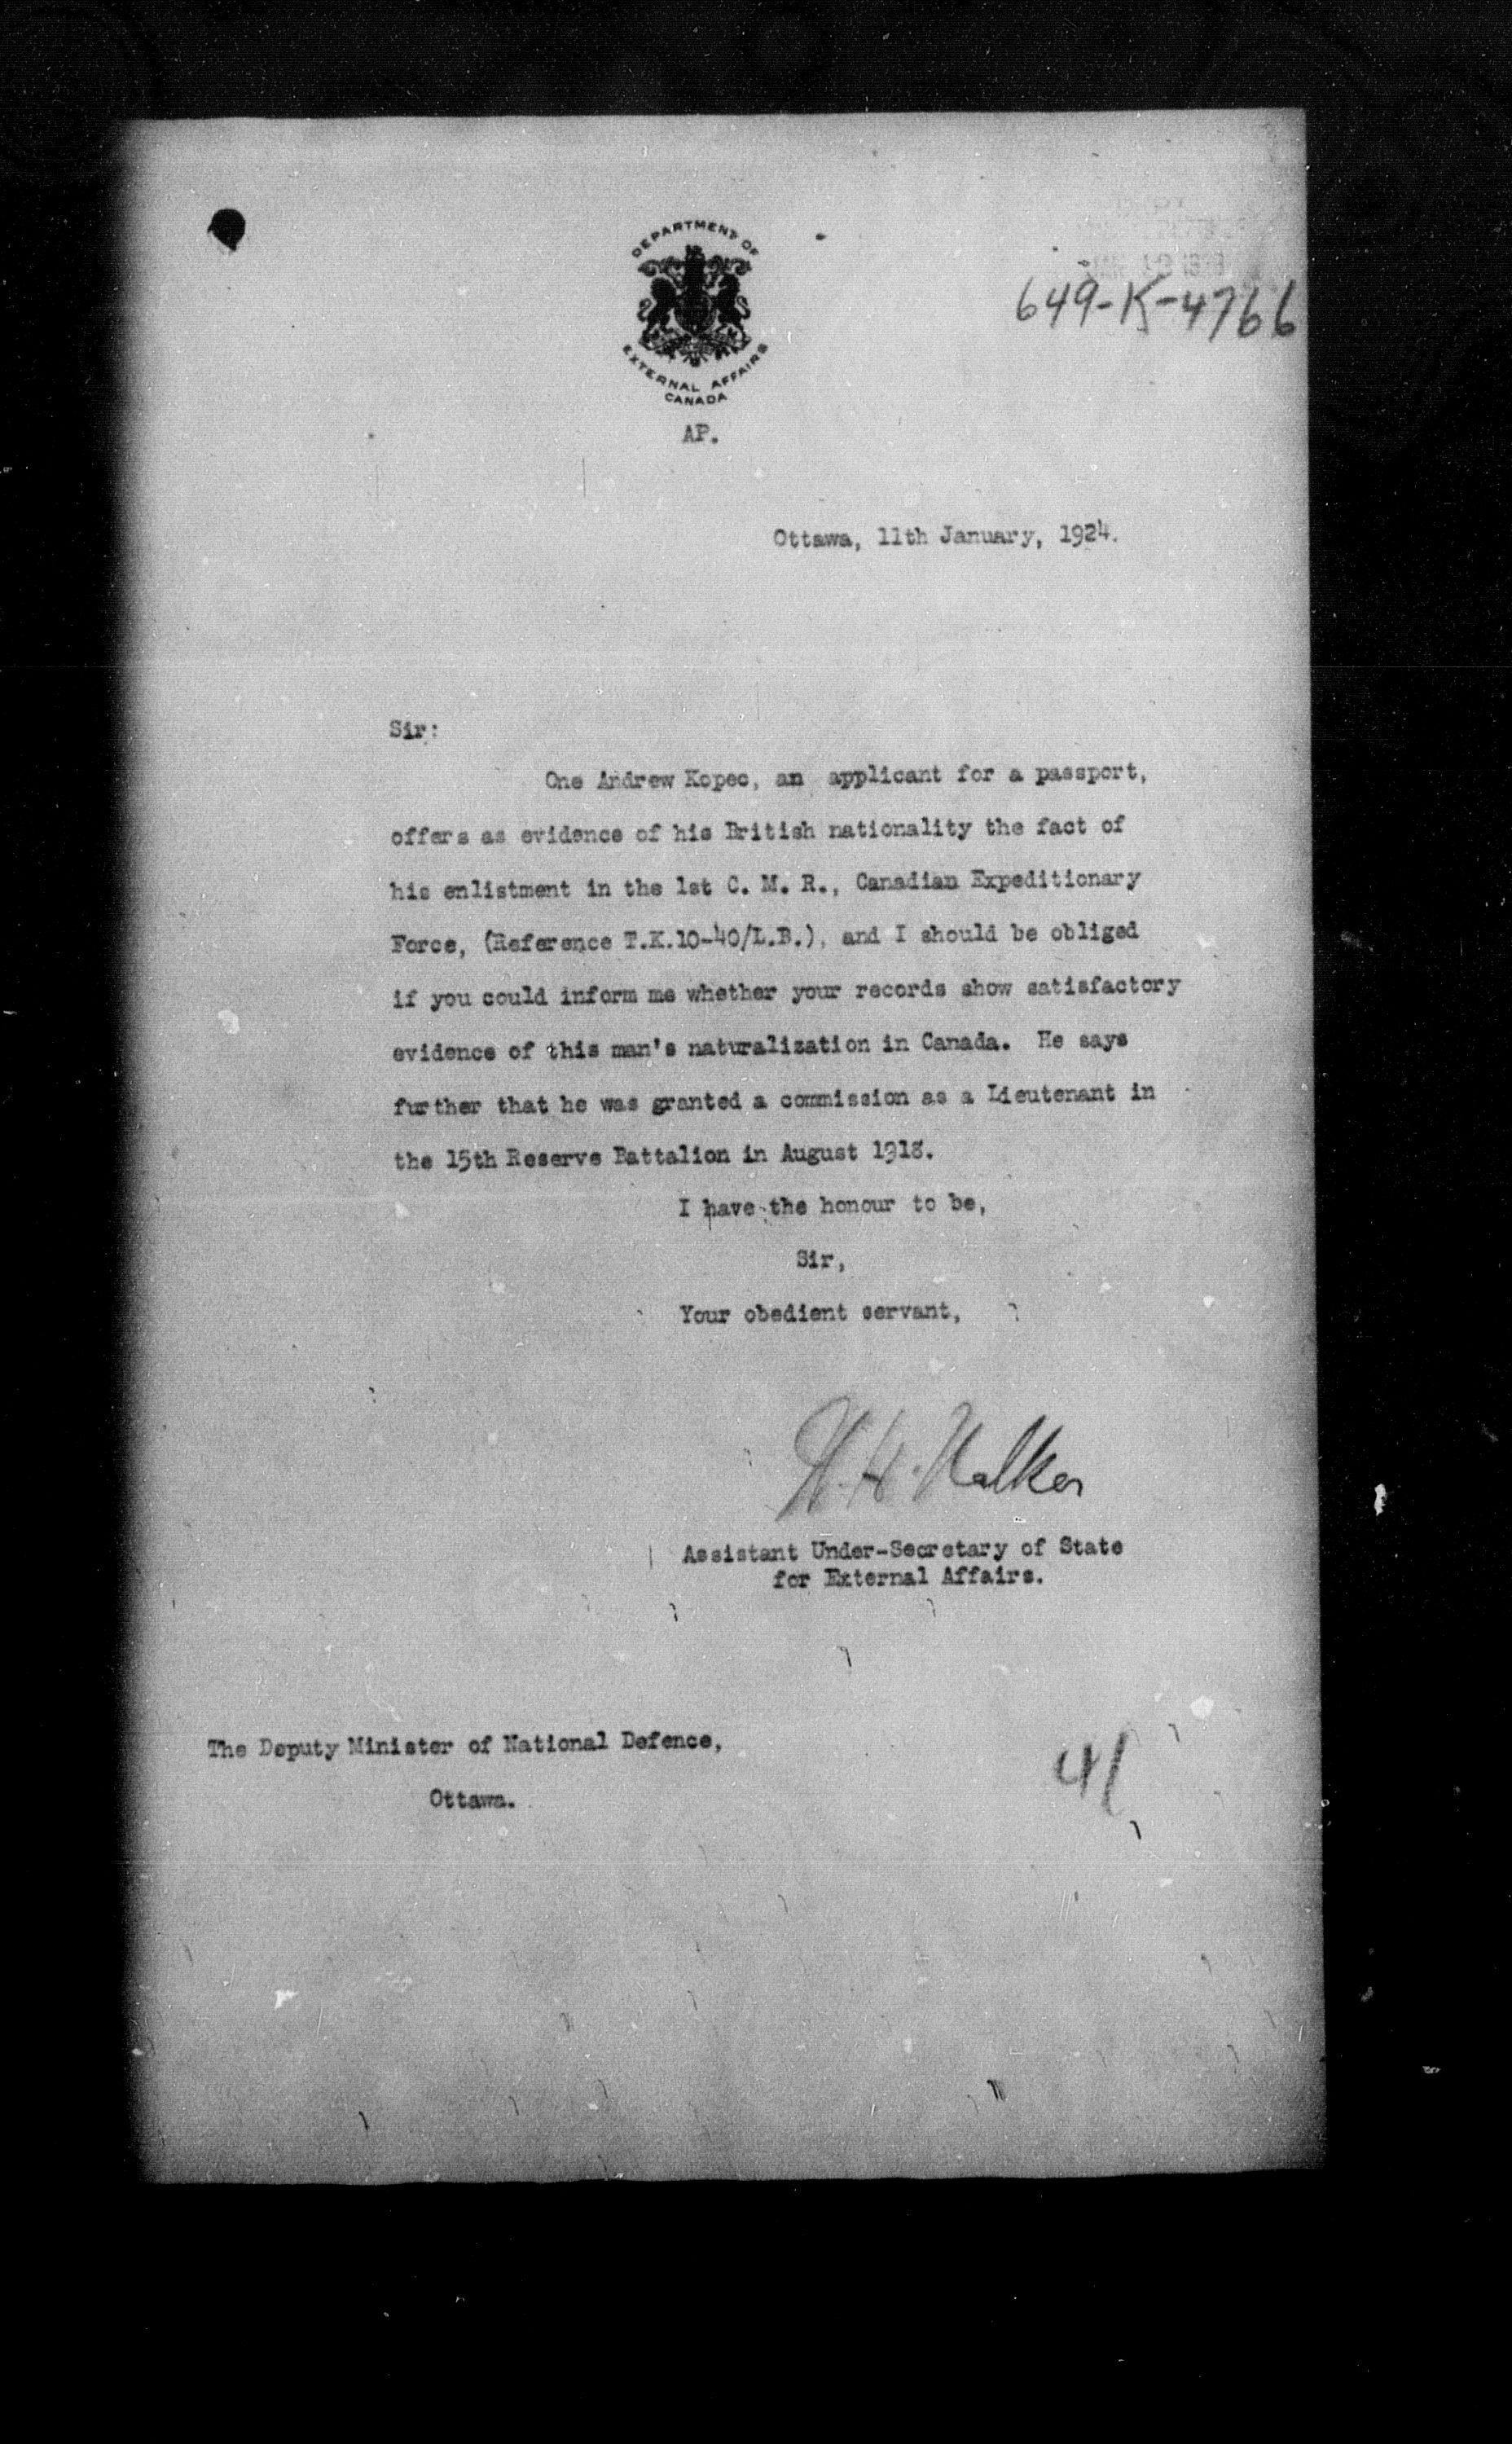 DEPARTMENT OF
EXTERNAL AFFAIRS
CANADA
649-K-4766
AP.
Ottawa, 11th January, 1924.
Sir:
One Andrew Kopec, an applicant for a passport,
offers as evidence of his British nationality the fact of
his enlistment in the 1st C. M. R., Canadian Expeditionary
Force, (Reference T.K.10-40/L.B.), and I should be obliged
if you could inform me whether your records show satisfactory
evidence of this man's naturalization in Canada. He says
further that he was granted a commission as a Lieutenant in
the 15th Reserve Battalion in August 1918.
I have the honour to be,
Sir,
Your obedient servant,
W.H. Walker
Assistant Under-Secretary of State
for External Affairs.
The Deputy Minister of National Defence,
Ottawa.
41